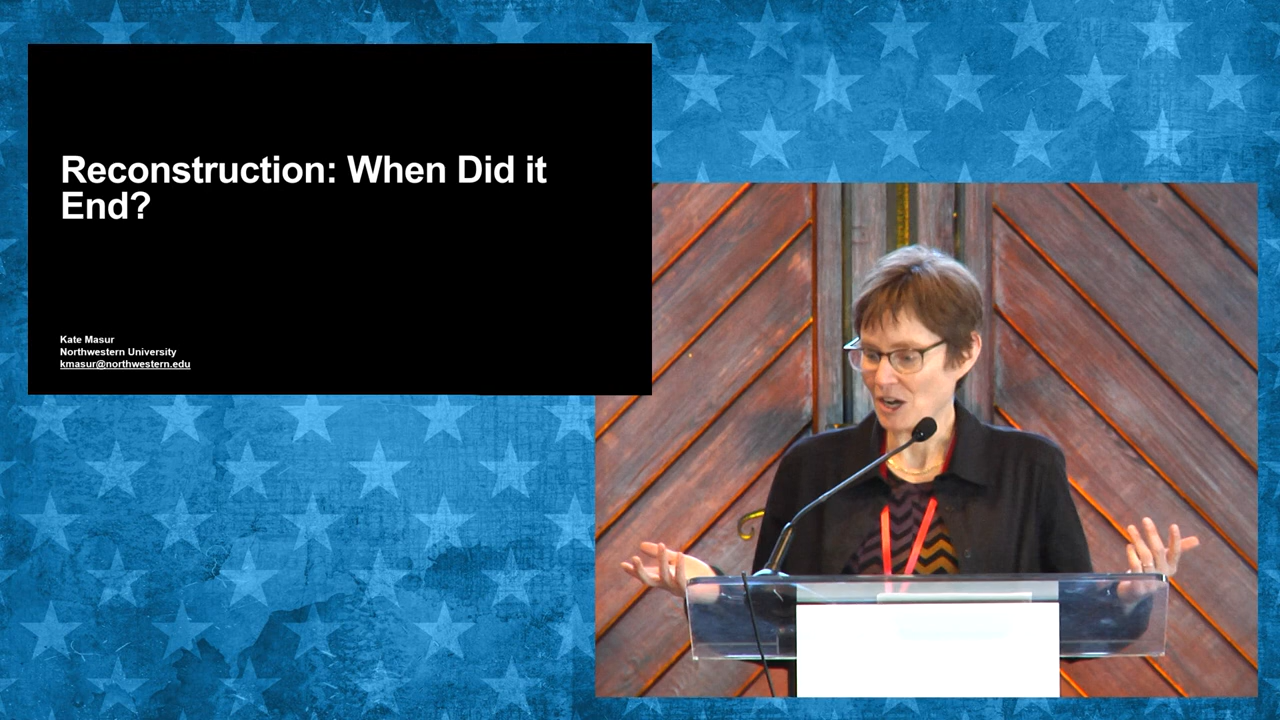 Reconstruction: When Did it
End?
Kate Masur
Northwestern University
kmasur@northwestern.edu